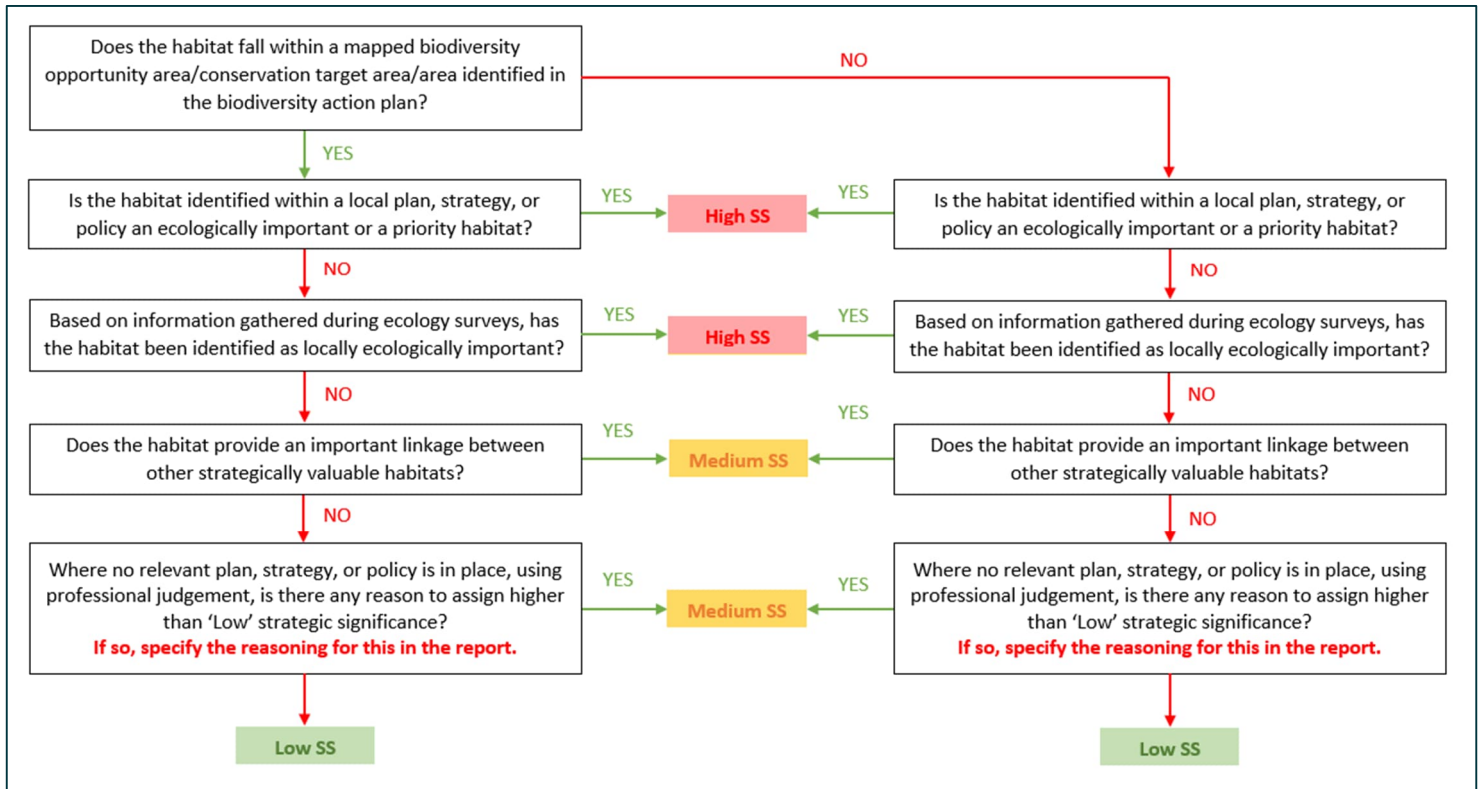 Does the habitat fall within a mapped biodiversity
opportunity area/conservation target area/area identified in
the biodiversity action plan?
NO
YES
Is the habitat identified within a local plan, strategy, or
policy an ecologically important or a priority habitat?
YES
High SS
YES
Is the habitat identified within a local plan, strategy, or
policy an ecologically important or a priority habitat?
NO
NO
Based on information gathered during ecology surveys, has
the habitat been identified as locally ecologically important?
YES
High SS
YES
Based on information gathered during ecology surveys, has
the habitat been identified as locally ecologically important?
NO
NO
Does the habitat provide an important linkage between
other strategically valuable habitats?
YES
Medium SS
YES
Does the habitat provide an important linkage between
other strategically valuable habitats?
NO
NO
Where no relevant plan, strategy, or policy is in place, using
professional judgement, is there any reason to assign higher
than ‘Low’ strategic significance?
If so, specify the reasoning for this in the report.
YES
Medium SS
YES
Where no relevant plan, strategy, or policy is in place, using
professional judgement, is there any reason to assign higher
than ‘Low’ strategic significance?
If so, specify the reasoning for this in the report.
Low SS
Low SS